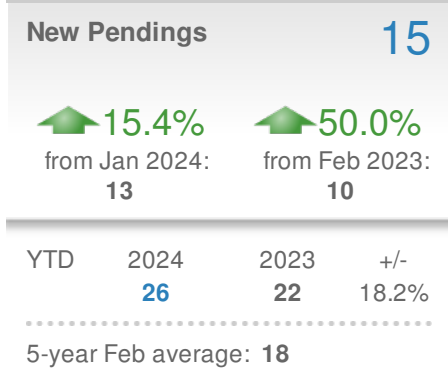 New Pendings 15
15.4% 50.0%
from Jan 2024: from Feb 2023:
13 10
YTD 2024 2023 +/-
26 22 18.2%
5-year Feb average: 18